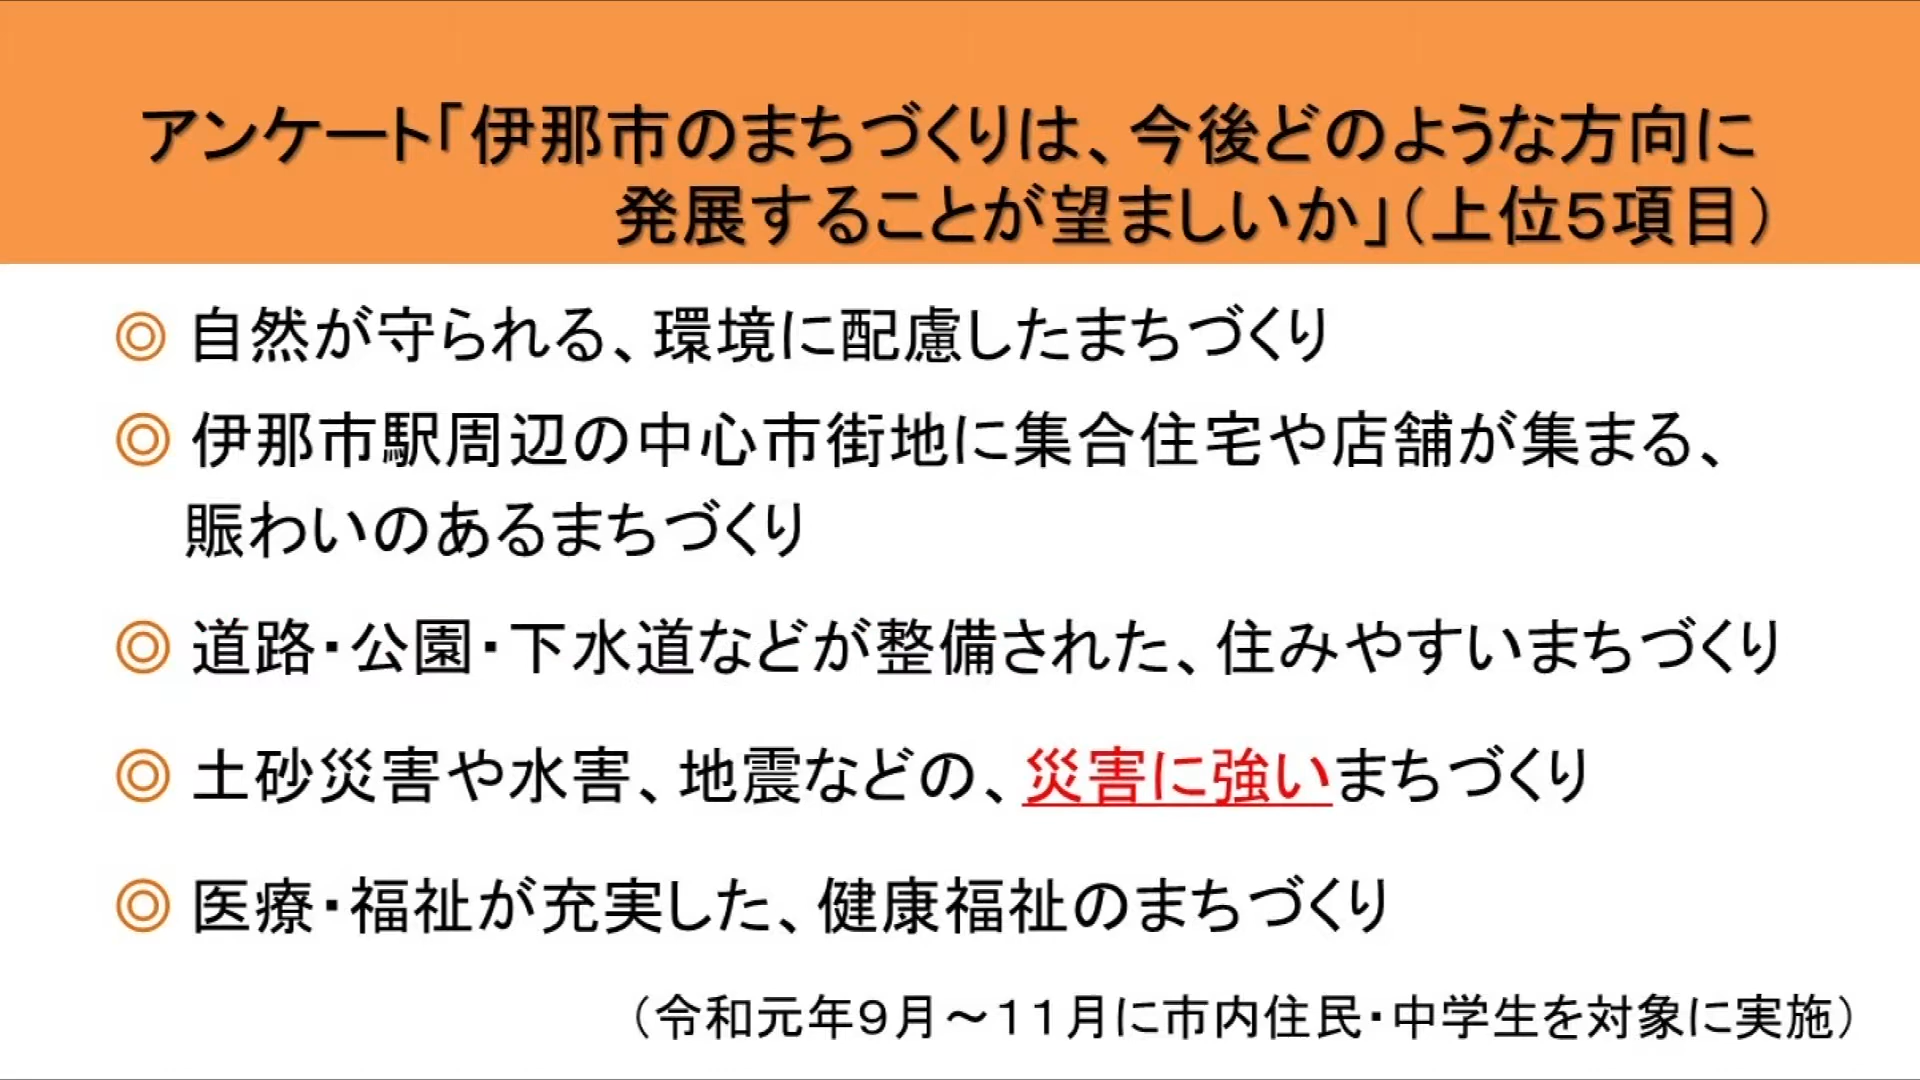 アンケート「伊那市のまちづくりは、今後どのような方向に
発展することが望ましいか」（上位５項目）
◎ 自然が守られる、環境に配慮したまちづくり
◎ 伊那市駅周辺の中心市街地に集合住宅や店舗が集まる、
賑わいのあるまちづくり
◎ 道路・公園・下水道などが整備された、住みやすいまちづくり
◎ 土砂災害や水害、地震などの、災害に強いまちづくり
◎ 医療・福祉が充実した、健康福祉のまちづくり
（令和元年９月～１１月に市内住民・中学生を対象に実施）